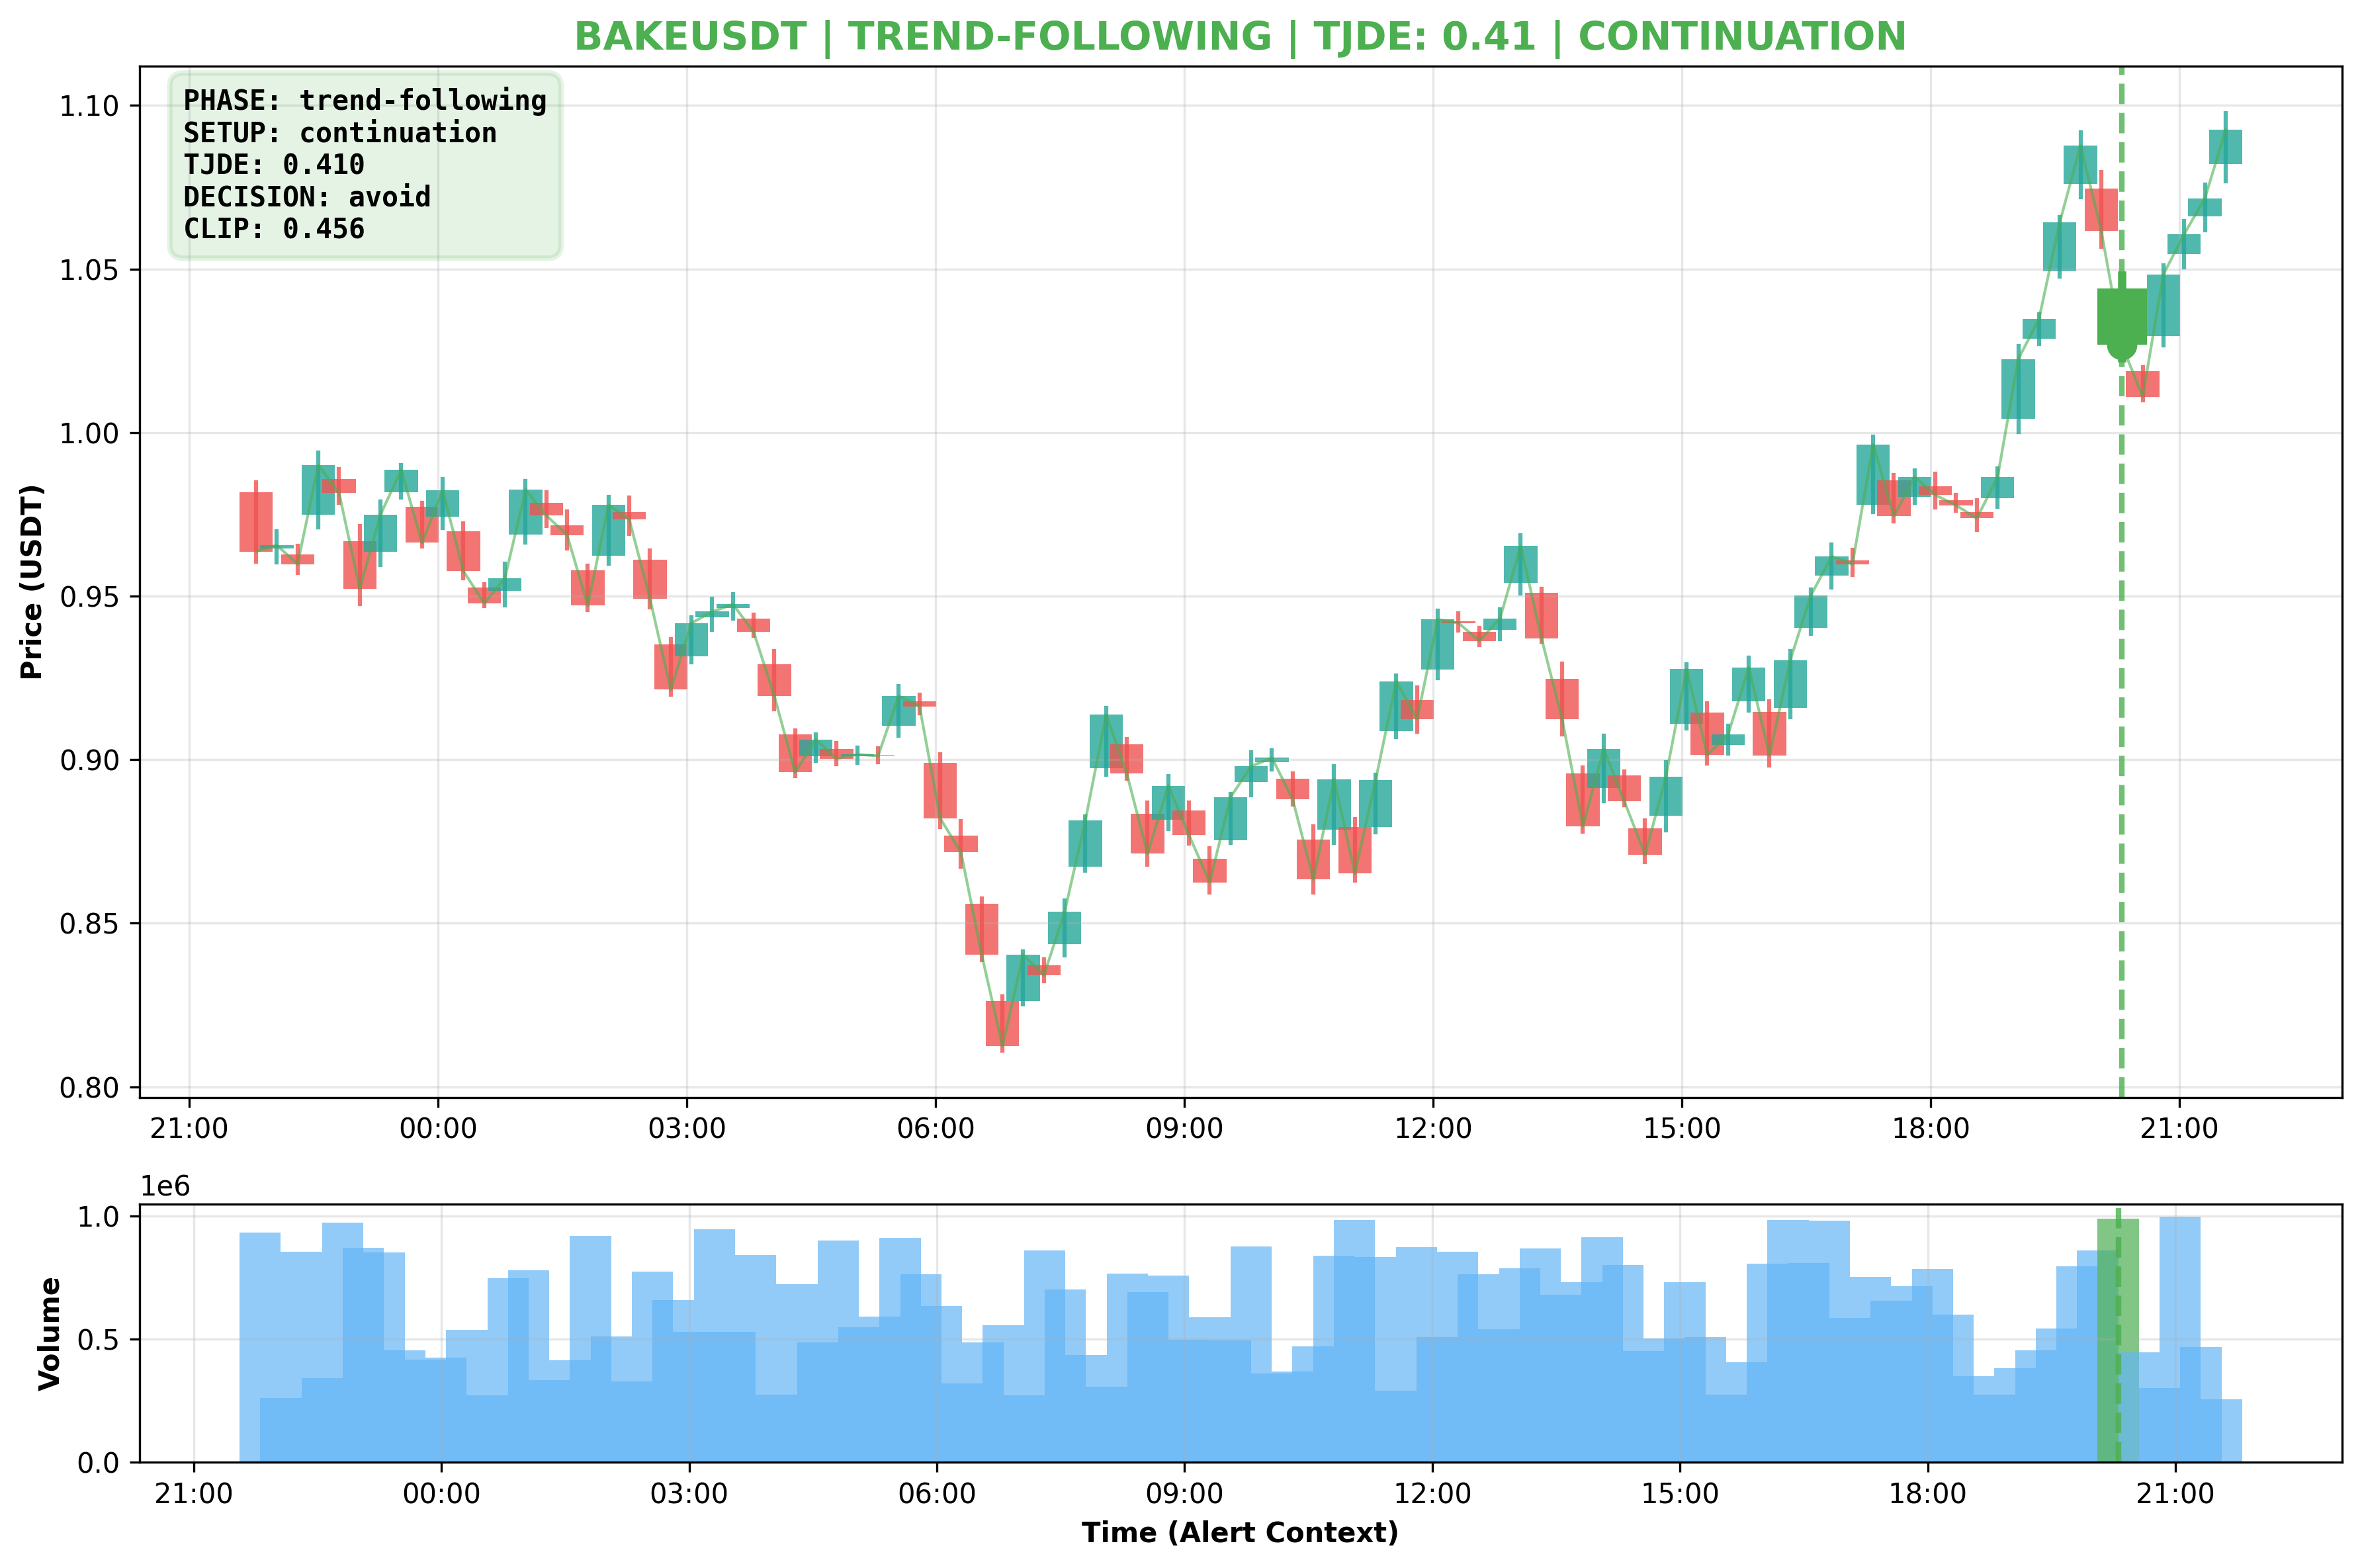 BAKEUSDT | TREND-FOLLOWING | TJDE: 0.41 | CONTINUATION
PHASE: trend-following
SETUP: continuation
TJDE: 0.410
DECISION: avoid
CLIP: 0.456
Price (USDT)
1.10
1.05
1.00
0.95
0.90
0.85
0.80
21:00 00:00 03:00 06:00 09:00 12:00 15:00 18:00 21:00
1e6
Volume
1.0
0.5
0.0
21:00 00:00 03:00 06:00 09:00 12:00 15:00 18:00 21:00
Time (Alert Context)